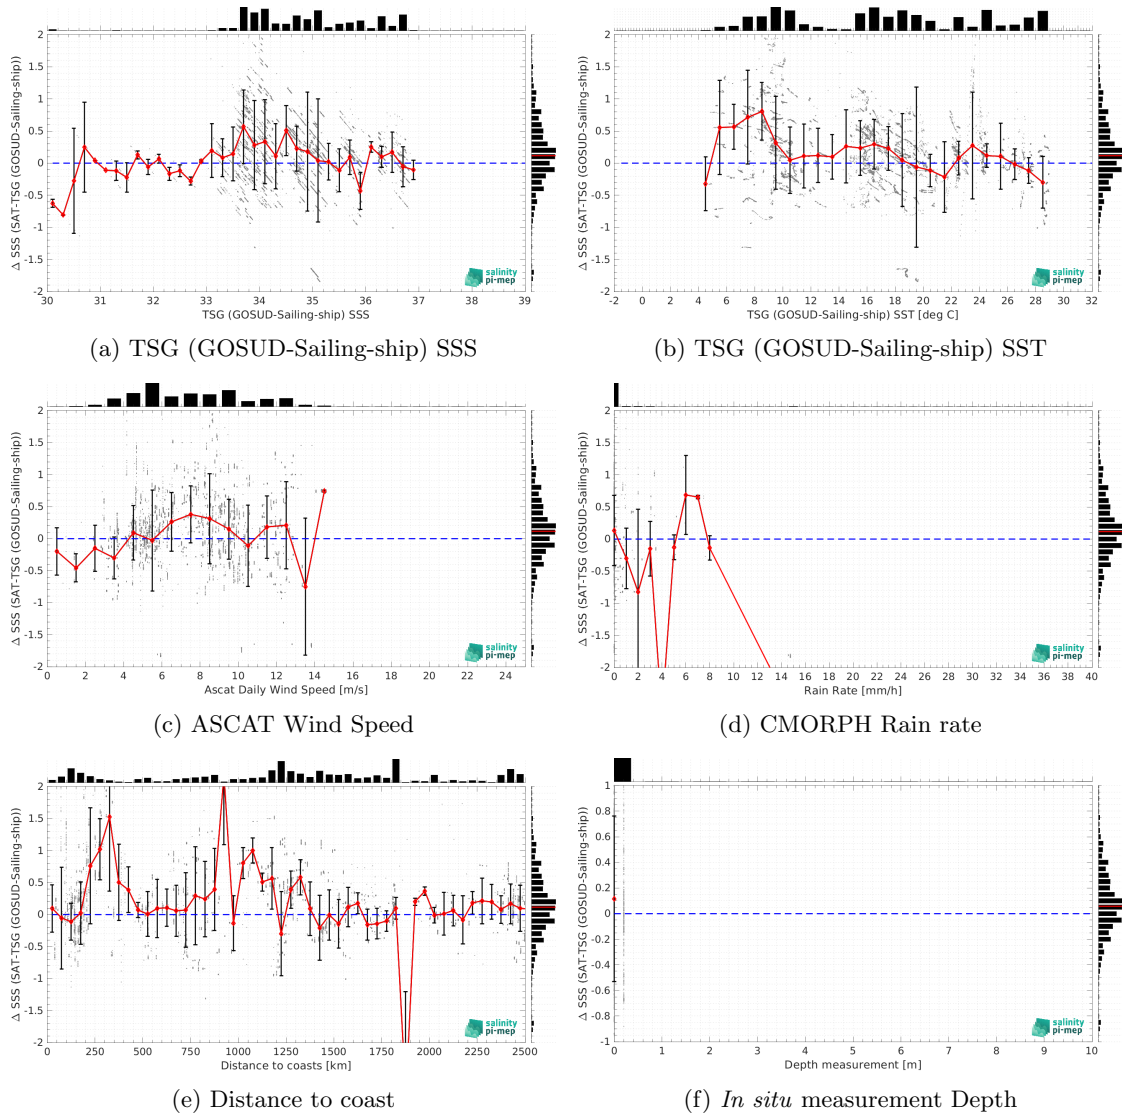 2
1.5
1
0.5
0
-0.5
-1
-1.5
-2
Δ SSS (SAT-TSG (GOSUD-Sailing-ship))
30 31 32 33 34 35 36 37 38 39
TSG (GOSUD-Sailing-ship) SSS
salinity
pi-mep
(a) TSG (GOSUD-Sailing-ship) SSS
2
1.5
1
0.5
0
-0.5
-1
-1.5
-2
Δ SSS (SAT-TSG (GOSUD-Sailing-ship))
-2 0 2 4 6 8 10 12 14 16 18 20 22 24 26 28 30 32
TSG (GOSUD-Sailing-ship) SST [deg C]
salinity
pi-mep
(b) TSG (GOSUD-Sailing-ship) SST
2
1.5
1
0.5
0
-0.5
-1
-1.5
-2
Δ SSS (SAT-TSG (GOSUD-Sailing-ship))
0 2 4 6 8 10 12 14 16 18 20 22 24
Ascat Daily Wind Speed [m/s]
salinity
pi-mep
(c) ASCAT Wind Speed
2
1.5
1
0.5
0
-0.5
-1
-1.5
-2
Δ SSS (SAT-TSG (GOSUD-Sailing-ship))
0 2 4 6 8 10 12 14 16 18 20 22 24 26 28 30 32 34 36 38 40
Rain Rate [mm/h]
salinity
pi-mep
(d) CMORPH Rain rate
2
1.5
1
0.5
0
-0.5
-1
-1.5
-2
Δ SSS (SAT-TSG (GOSUD-Sailing-ship))
0 250 500 750 1000 1250 1500 1750 2000 2250 2500
Distance to coasts [km]
salinity
pi-mep
(e) Distance to coast
1
0.8
0.6
0.4
0.2
0
-0.2
-0.4
-0.6
-0.8
-1
Δ SSS (SAT-TSG (GOSUD-Sailing-ship))
0 1 2 3 4 5 6 7 8 9 10
Depth measurement [m]
salinity
pi-mep
(f) In situ measurement Depth